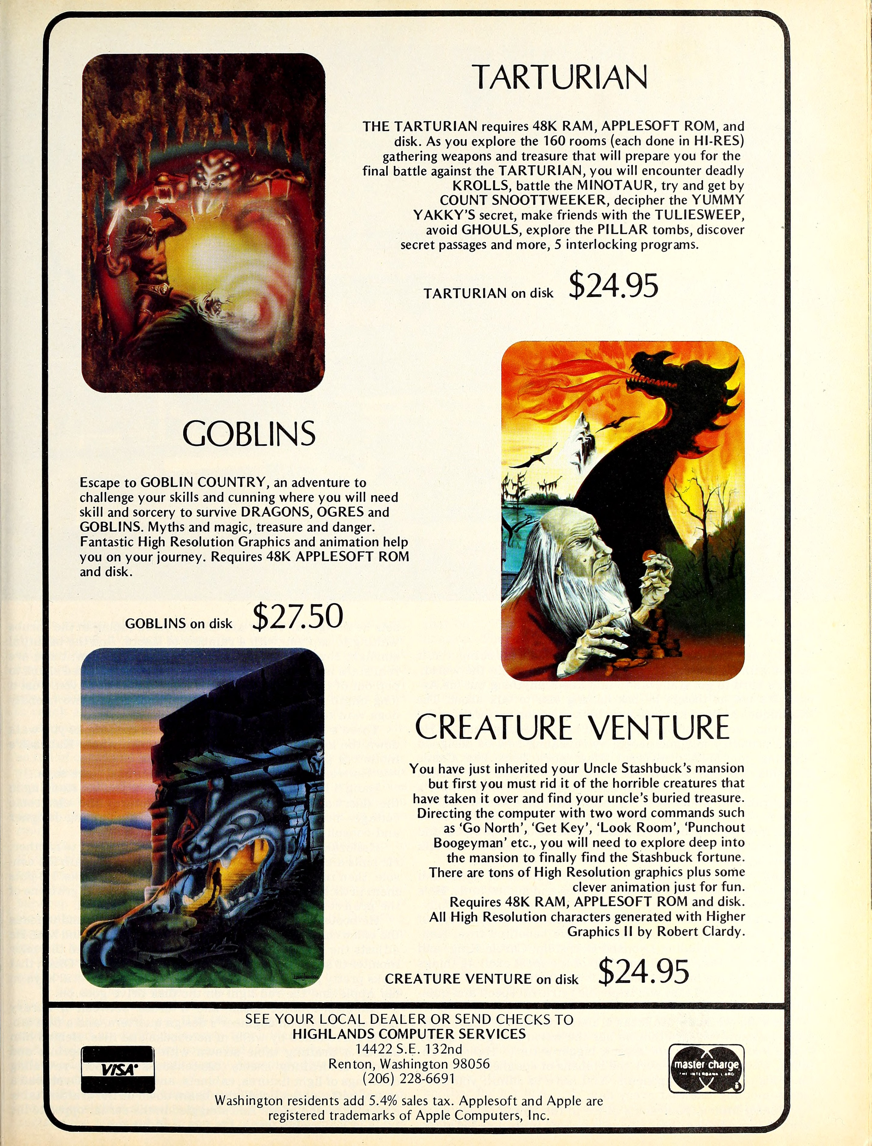 TARTURIAN
THE TARTURIAN requires 48K RAM, APPLESOFT ROM, and
disk. As you explore the 160 rooms (each done in HI-RES)
gathering weapons and treasure that will prepare you for the
final battle against the TARTURIAN, you will encounter deadly
KROLLS, battle the MINOTAUR, try and get by
COUNT SNOOTTWEEKER, decipher the YUMMY
YAKKY'S secret, make friends with the TULIESWEEP,
avoid GHOULS, explore the PILLAR tombs, discover
secret passages and more, 5 interlocking programs.
TARTURIAN on disk $24.95
GOBLINS
Escape to GOBLIN COUNTRY, an adventure to
challenge your skills and cunning where you will need
skill and sorcery to survive DRAGONS, OGRES and
GOBLINS. Myths and magic, treasure and danger.
Fantastic High Resolution Graphics and animation help
you on your journey. Requires 48K APPLESOFT ROM
and disk.
GOBLINS on disk $27.50
CREATURE VENTURE
You have just inherited your Uncle Stashbuck's mansion
but first you must rid it of the horrible creatures that
have taken it over and find your uncle's buried treasure.
Directing the computer with two word commands such
as 'Go North', 'Get Key', 'Look Room', 'Punchout
Boogeyman' etc., you will need to explore deep into
the mansion to finally find the Stashbuck fortune.
There are tons of High Resolution graphics plus some
clever animation just for fun.
Requires 48K RAM, APPLESOFT ROM and disk.
All High Resolution characters generated with Higher
Graphics II by Robert Clardy.
CREATURE VENTURE on disk $24.95
SEE YOUR LOCAL DEALER OR SEND CHECKS TO
HIGHLANDS COMPUTER SERVICES
14422 S.E. 132nd
Renton, Washington 98056
(206) 228-6691
VISA
master charge
THE INTERBANK CARD
Washington residents add 5.4% sales tax. Applesoft and Apple are
registered trademarks of Apple Computers, Inc.